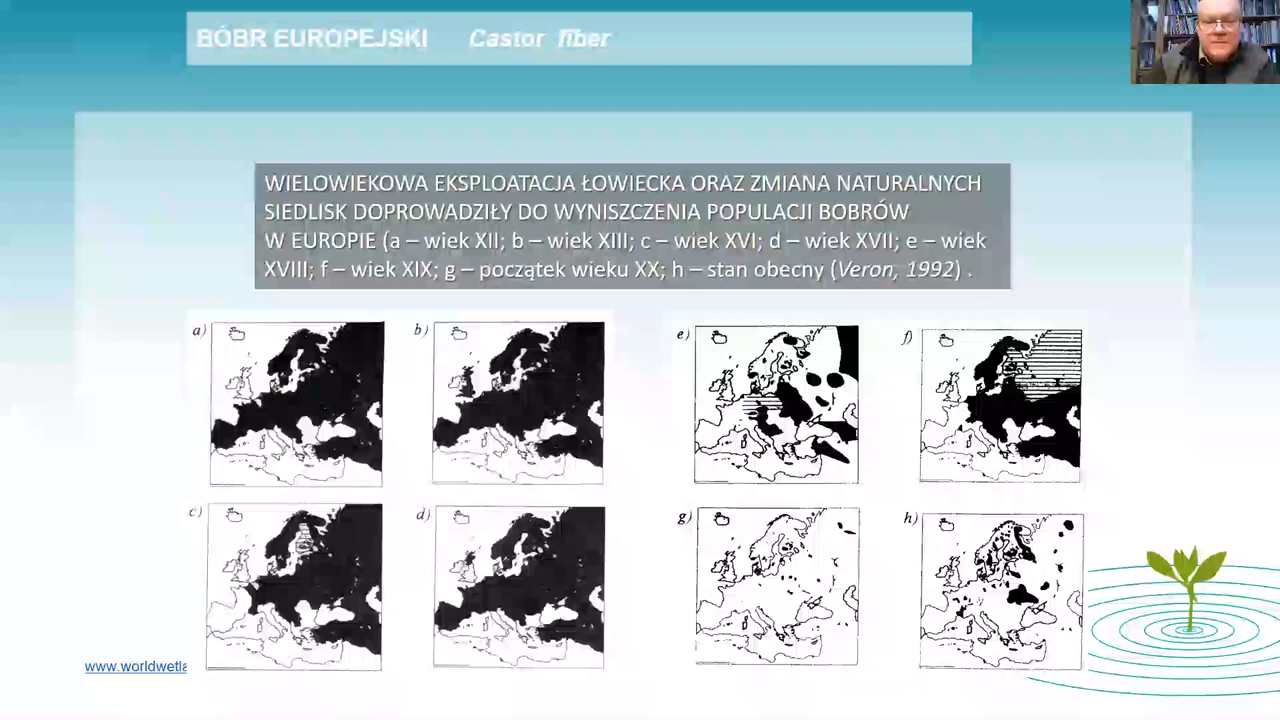 BÓBR EUROPEJSKI Castor fiber
WIELOWIEKOWA EKSPLOATACJA ŁOWIECKA ORAZ ZMIANA NATURALNYCH
SIEDLISK DOPROWADZIŁY DO WYNISZCZENIA POPULACJI BOBRÓW
W EUROPIE (a – wiek XII; b – wiek XIII; c – wiek XVI; d – wiek XVII; e – wiek
XVIII; f – wiek XIX; g – początek wieku XX; h – stan obecny (Veron, 1992) .
a)
b)
e)
f)
c)
d)
g)
h)
www.worldwetla